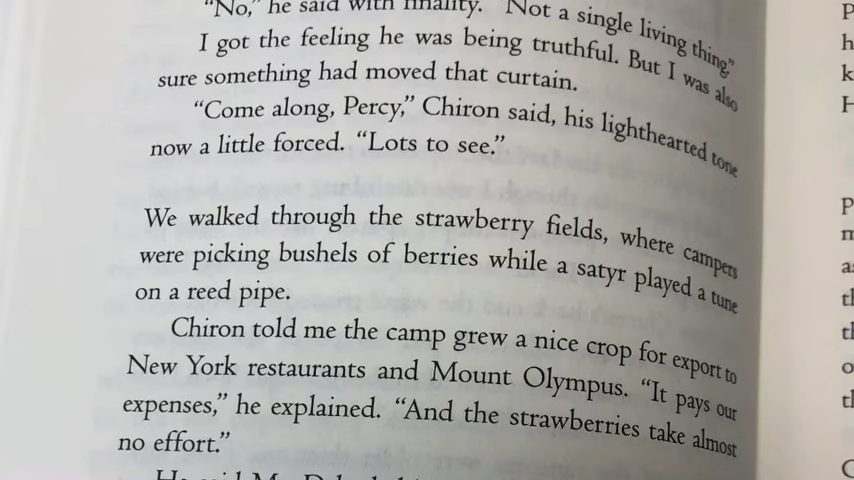 "No," he said with finality. "Not a single living thing."
I got the feeling he was being truthful. But I was also
sure something had moved that curtain.
"Come along, Percy," Chiron said, his lighthearted tone
now a little forced. "Lots to see."
We walked through the strawberry fields, where campers
were picking bushels of berries while a satyr played a tune
on a reed pipe.
Chiron told me the camp grew a nice crop for export to
New York restaurants and Mount Olympus. "It pays our
expenses," he explained. "And the strawberries take almost
no effort."
He said Mr.